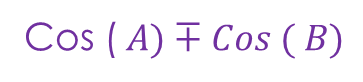 Cos ( A) ∓ Cos ( B)